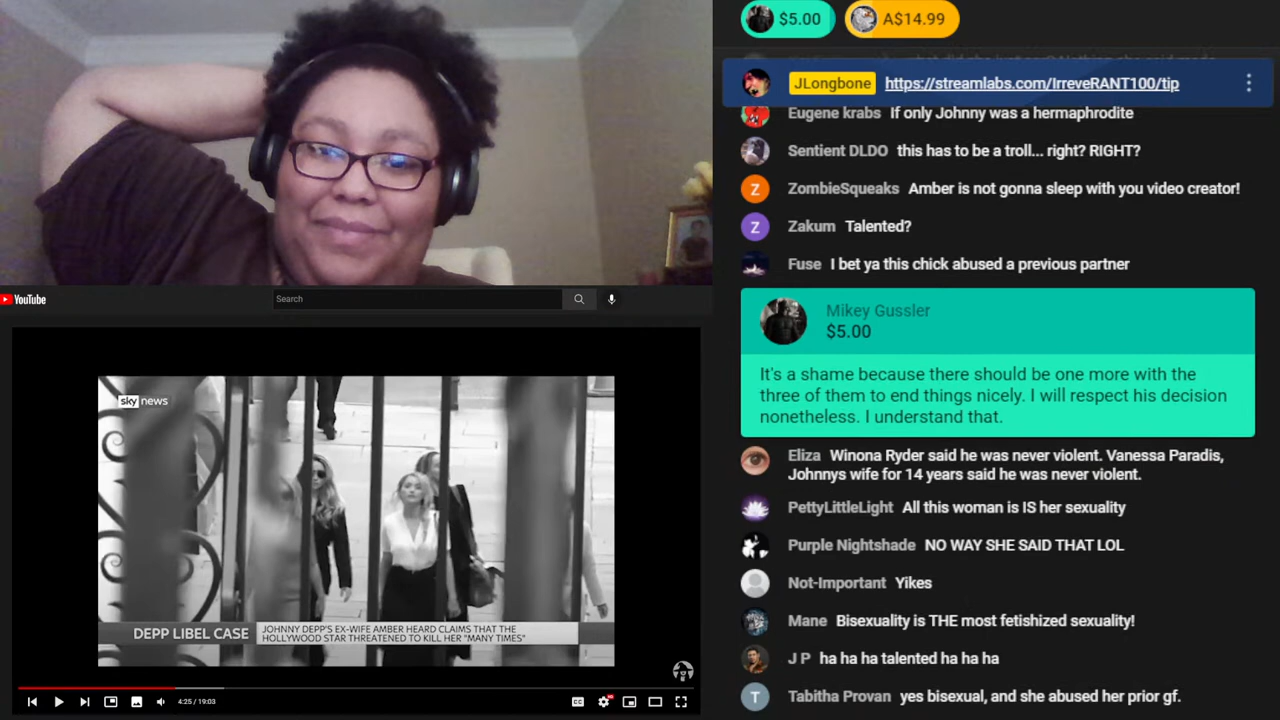 $5.00
A$14.99
JLongbone https://streamlabs.com/IrreveRANT100/tip
Eugene krabs If only Johnny was a hermaphrodite
Sentient DLDO this has to be a troll... right? RIGHT?
Z ZombieSqueaks Amber is not gonna sleep with you video creator!
Z Zakum Talented?
Fuse I bet ya this chick abused a previous partner
Mikey Gussler
$5.00
It's a shame because there should be one more with the
three of them to end things nicely. I will respect his decision
nonetheless. I understand that.
Eliza Winona Ryder said he was never violent. Vanessa Paradis,
Johnnys wife for 14 years said he was never violent.
PettyLittleLight All this woman is IS her sexuality
Purple Nightshade NO WAY SHE SAID THAT LOL
Not-Important Yikes
Mane Bisexuality is THE most fetishized sexuality!
J P ha ha ha talented ha ha ha
T Tabitha Provan yes bisexual, and she abused her prior gf.
YouTube
Search
sky news
DEPP LIBEL CASE
JOHNNY DEPP'S EX-WIFE AMBER HEARD CLAIMS THAT THE
HOLLYWOOD STAR THREATENED TO KILL HER "MANY TIMES"
4:25 / 19:03
CC
HD